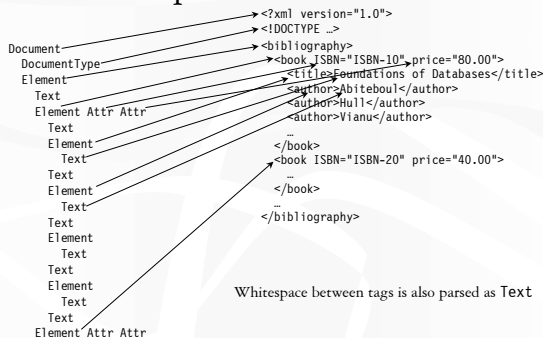 Document
DocumentType
Element
Text
Element Attr Attr
Text
Element
Text
Text
Element
Text
Text
Element
Text
Text
Element
Text
Text
Element Attr Attr
<?xml version="1.0">
<!DOCTYPE …>
<bibliography>
<book ISBN="ISBN-10" price="80.00">
<title>Foundations of Databases</title>
<author>Abiteboul</author>
<author>Hull</author>
<author>Vianu</author>
…
</book>
<book ISBN="ISBN-20" price="40.00">
…
</book>
…
</bibliography>
Whitespace between tags is also parsed as Text